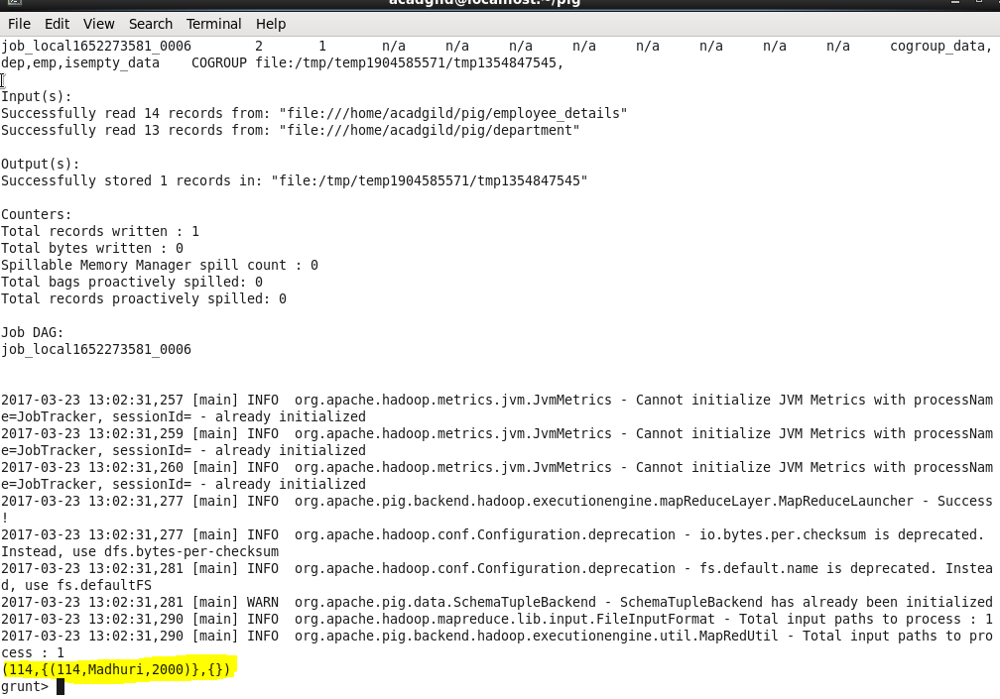 acadgild@localhost:~/pig
File Edit View Search Terminal Help
job_local1652273581_0006        2       1       n/a     n/a     n/a     n/a     n/a     n/a     n/a     n/a     cogroup_data,
dep,emp,isempty_data    COGROUP file:/tmp/temp1904585571/tmp1354847545,
Input(s):
Successfully read 14 records from: "file:///home/acadgild/pig/employee_details"
Successfully read 13 records from: "file:///home/acadgild/pig/department"
Output(s):
Successfully stored 1 records in: "file:/tmp/temp1904585571/tmp1354847545"
Counters:
Total records written : 1
Total bytes written : 0
Spillable Memory Manager spill count : 0
Total bags proactively spilled: 0
Total records proactively spilled: 0
Job DAG:
job_local1652273581_0006
2017-03-23 13:02:31,257 [main] INFO  org.apache.hadoop.metrics.jvm.JvmMetrics - Cannot initialize JVM Metrics with processNam
e=JobTracker, sessionId= - already initialized
2017-03-23 13:02:31,259 [main] INFO  org.apache.hadoop.metrics.jvm.JvmMetrics - Cannot initialize JVM Metrics with processNam
e=JobTracker, sessionId= - already initialized
2017-03-23 13:02:31,260 [main] INFO  org.apache.hadoop.metrics.jvm.JvmMetrics - Cannot initialize JVM Metrics with processNam
e=JobTracker, sessionId= - already initialized
2017-03-23 13:02:31,277 [main] INFO  org.apache.pig.backend.hadoop.executionengine.mapReduceLayer.MapReduceLauncher - Success
!
2017-03-23 13:02:31,277 [main] INFO  org.apache.hadoop.conf.Configuration.deprecation - io.bytes.per.checksum is deprecated.
Instead, use dfs.bytes-per-checksum
2017-03-23 13:02:31,281 [main] INFO  org.apache.hadoop.conf.Configuration.deprecation - fs.default.name is deprecated. Instea
d, use fs.defaultFS
2017-03-23 13:02:31,281 [main] WARN  org.apache.pig.data.SchemaTupleBackend - SchemaTupleBackend has already been initialized
2017-03-23 13:02:31,290 [main] INFO  org.apache.hadoop.mapreduce.lib.input.FileInputFormat - Total input paths to process : 1
2017-03-23 13:02:31,290 [main] INFO  org.apache.pig.backend.hadoop.executionengine.util.MapRedUtil - Total input paths to pro
cess : 1
(114,{(114,Madhuri,2000)},{})
grunt>